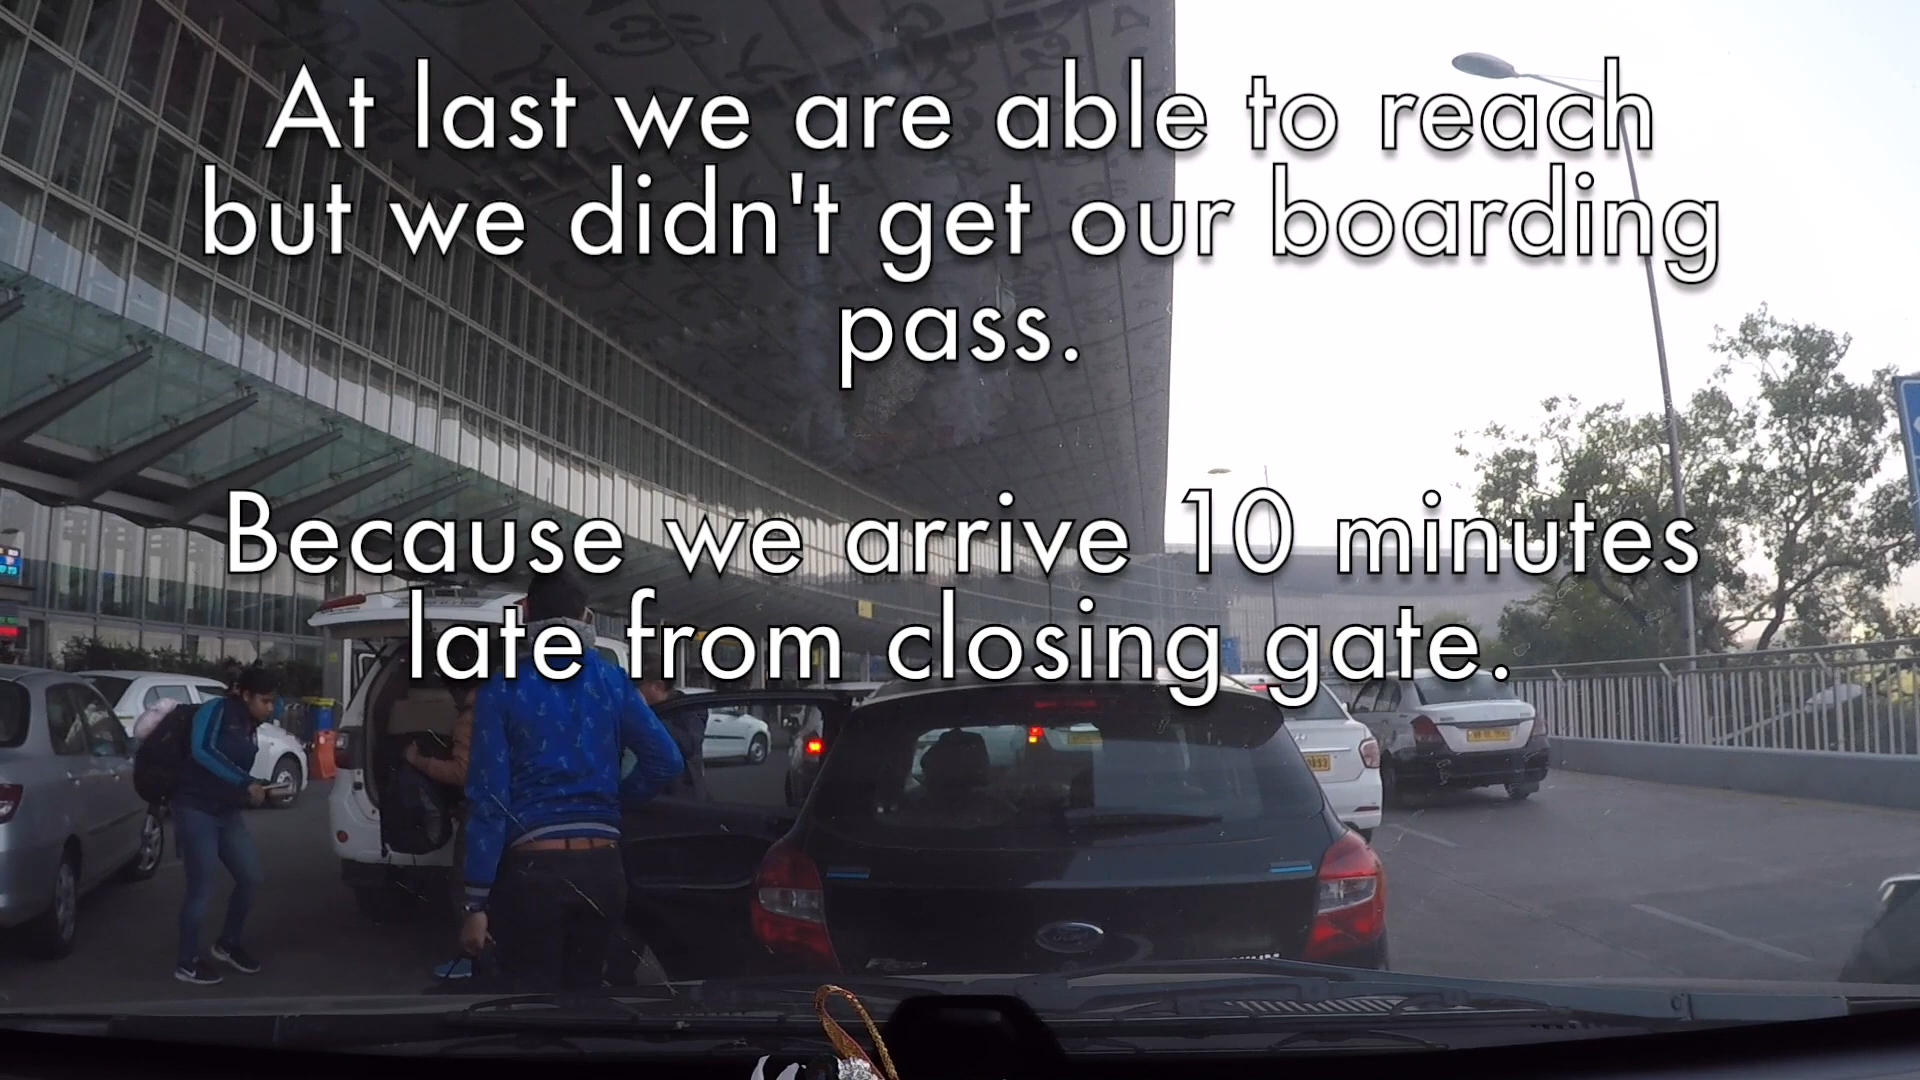 At last we are able to reach
but we didn't get our boarding
pass.
Because we arrive 10 minutes
late from closing gate.
Ford